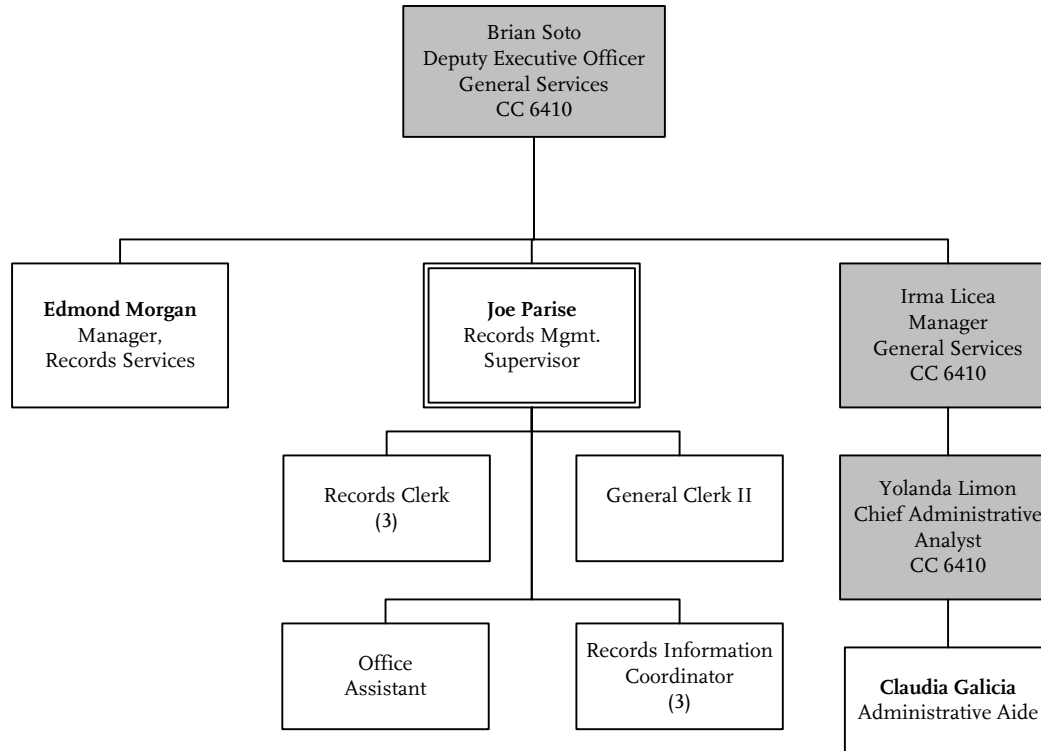 Brian Soto
Deputy Executive Officer
General Services
CC 6410
Edmond Morgan
Manager,
Records Services
Joe Parise
Records Mgmt.
Supervisor
Irma Licea
Manager
General Services
CC 6410
Records Clerk
(3)
General Clerk II
Yolanda Limon
Chief Administrative
Analyst
CC 6410
Office
Assistant
Records Information
Coordinator
(3)
Claudia Galicia
Administrative Aide